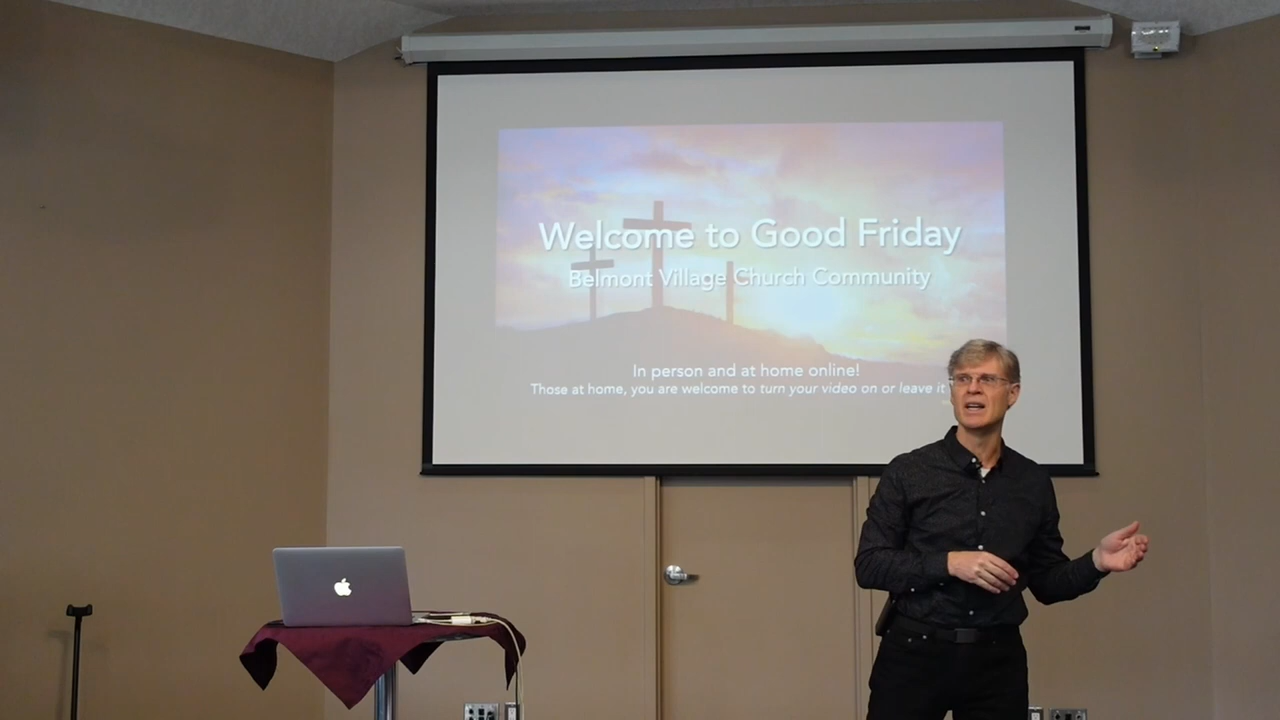 Welcome to Good Friday
Belmont Village Church Community
In person and at home online!
Those at home, you are welcome to turn your video on or leave it